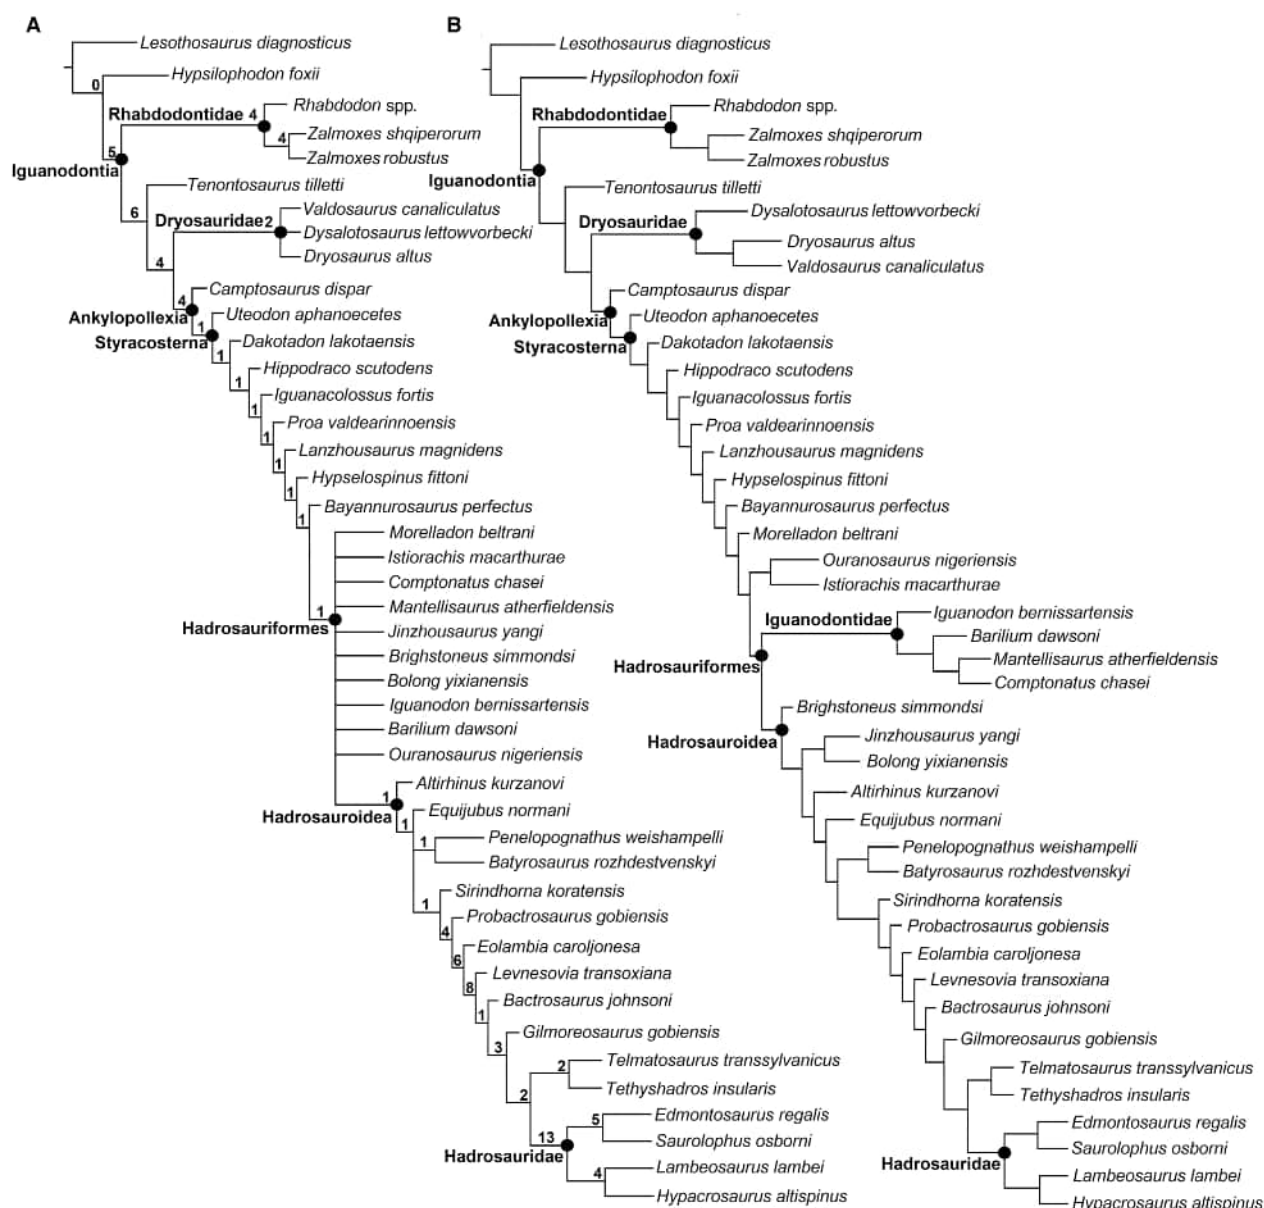 A
Lesothosaurus diagnosticus
0
Hypsilophodon foxii
Rhabdodontidae 4
Rhabdodon spp.
4
Zalmoxes shqiperorum
5
Zalmoxes robustus
Iguanodontia
Tenontosaurus tilletti
6
Valdosaurus canaliculatus
Dryosauridae 2
Dysalotosaurus lettowvorbecki
Dryosaurus altus
4
Camptosaurus dispar
4
Ankylopollexia
Uteodon aphanoecetes
1
Styracosterna
Dakotadon lakotaensis
1
Hippodraco scutodens
1
Iguanacolossus fortis
1
Proa valdearinnoensis
1
Lanzhousaurus magnidens
1
Hypselospinus fittoni
1
Bayannurosaurus perfectus
1
Morelladon beltrani
Istiorachis macarthurae
Comptonatus chasei
Mantellisaurus atherfieldensis
1
Hadrosauriformes
Jinzhousaurus yangi
Brighstoneus simmondsi
Bolong yixianensis
Iguanodon bernissartensis
Barilium dawsoni
Ouranosaurus nigeriensis
Altirhinus kurzanovi
1
Hadrosauroidea
Equijubus normani
1
Penelopognathus weishampelli
1
Batyrosaurus rozhdestvenskyi
Sirindhorna koratensis
1
Probactrosaurus gobiensis
4
Eolambia caroljonesa
6
Levnesovia transoxiana
8
Bactrosaurus johnsoni
1
Gilmoreosaurus gobiensis
3
Telmatosaurus transsylvanicus
2
Tethyshadros insularis
2
Edmontosaurus regalis
5
13
Saurolophus osborni
Hadrosauridae
Lambeosaurus lambei
4
Hypacrosaurus altispinus
B
Lesothosaurus diagnosticus
Hypsilophodon foxii
Rhabdodontidae
Rhabdodon spp.
Zalmoxes shqiperorum
Zalmoxes robustus
Iguanodontia
Tenontosaurus tilletti
Dysalotosaurus lettowvorbecki
Dryosauridae
Dryosaurus altus
Valdosaurus canaliculatus
Camptosaurus dispar
Ankylopollexia
Uteodon aphanoecetes
Styracosterna
Dakotadon lakotaensis
Hippodraco scutodens
Iguanacolossus fortis
Proa valdearinnoensis
Lanzhousaurus magnidens
Hypselospinus fittoni
Bayannurosaurus perfectus
Morelladon beltrani
Ouranosaurus nigeriensis
Istiorachis macarthurae
Iguanodontidae
Iguanodon bernissartensis
Barilium dawsoni
Mantellisaurus atherfieldensis
Hadrosauriformes
Comptonatus chasei
Brighstoneus simmondsi
Hadrosauroidea
Jinzhousaurus yangi
Bolong yixianensis
Altirhinus kurzanovi
Equijubus normani
Penelopognathus weishampelli
Batyrosaurus rozhdestvenskyi
Sirindhorna koratensis
Probactrosaurus gobiensis
Eolambia caroljonesa
Levnesovia transoxiana
Bactrosaurus johnsoni
Gilmoreosaurus gobiensis
Telmatosaurus transsylvanicus
Tethyshadros insularis
Edmontosaurus regalis
Saurolophus osborni
Hadrosauridae
Lambeosaurus lambei
Hypacrosaurus altispinus